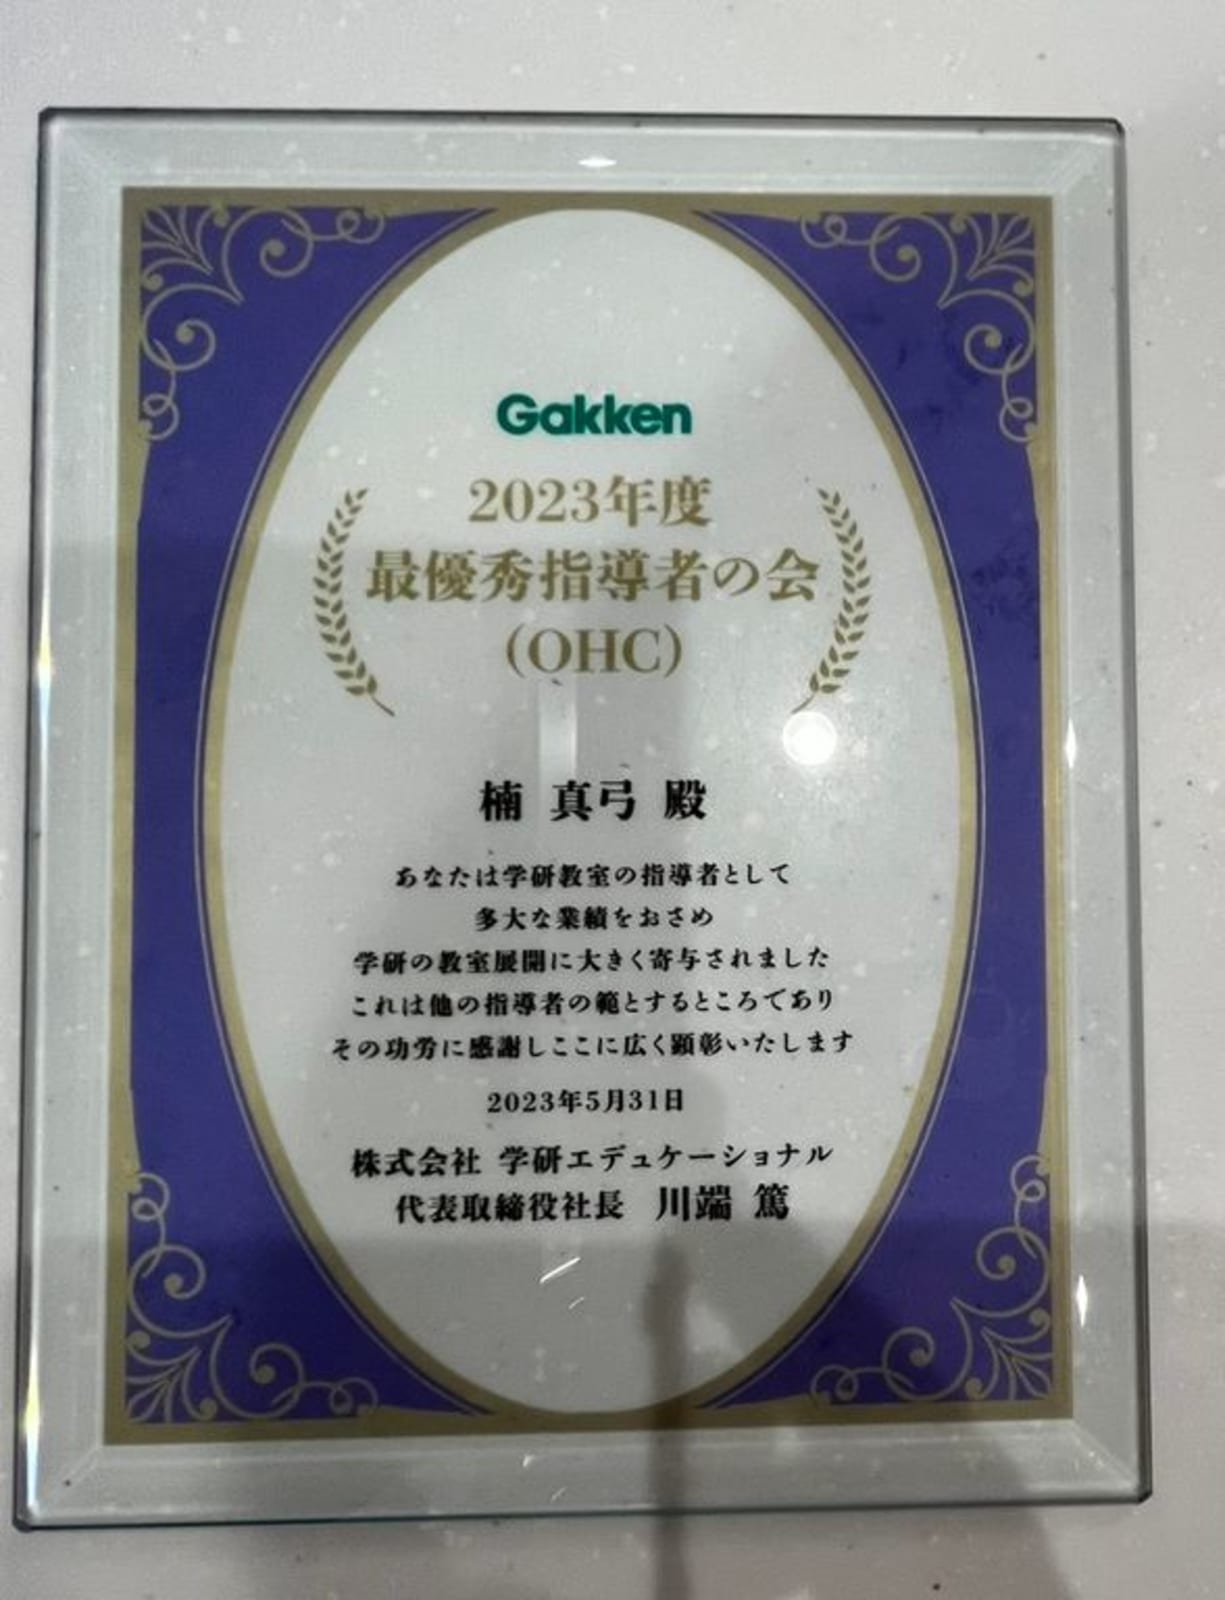 Gakken
2023年度
最優秀指導者の会
(OHC)
楠 真弓 殿
あなたは学研教室の指導者として
多大な業績をおさめ
学研の教室展開に大きく寄与されました
これは他の指導者の範とするところであり
その功労に感謝しここに広く顕彰いたします
2023年5月31日
株式会社 学研エデュケーショナル
代表取締役社長 川端 篤